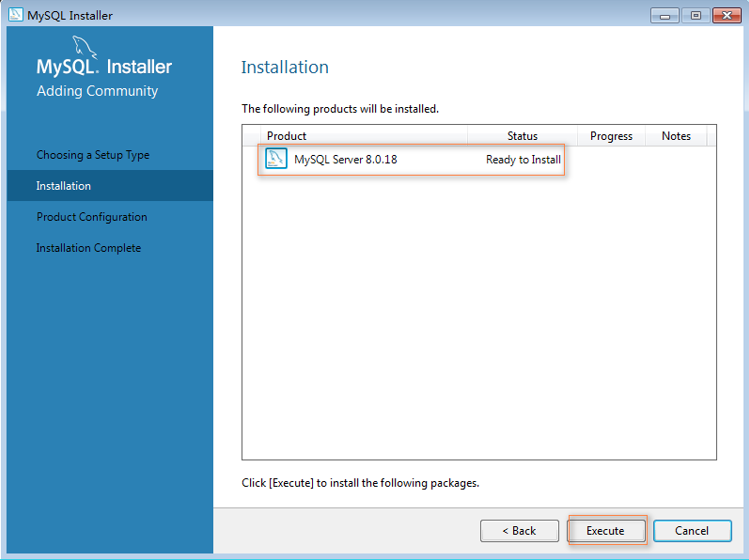 MySQL Installer
MySQL. Installer
Adding Community
Choosing a Setup Type
Installation
Product Configuration
Installation Complete
Installation
The following products will be installed.
Product Status Progress Notes
MySQL Server 8.0.18 Ready to Install
Click [Execute] to install the following packages.
< Back Execute Cancel